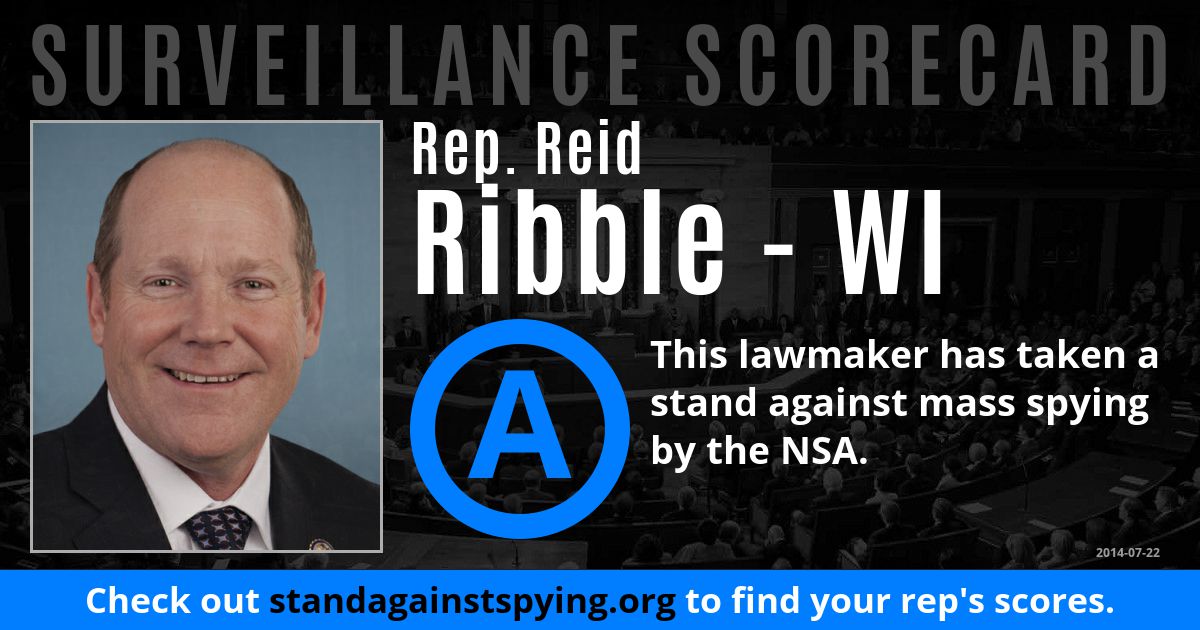 SURVEILLANCE SCORECARD
Rep. Reid
Ribble - WI
A
This lawmaker has taken a
stand against mass spying
by the NSA.
2014-07-22
Check out standagainstspying.org to find your rep's scores.